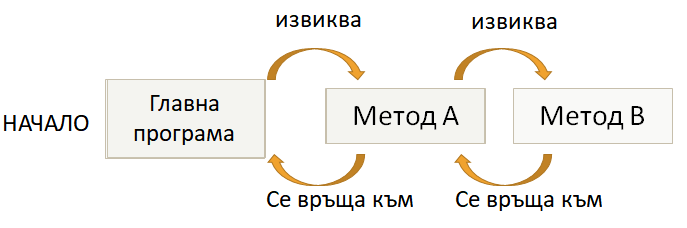 извиква
извиква
НАЧАЛО
Главна
програма
Метод А
Метод В
Се връща към
Се връща към